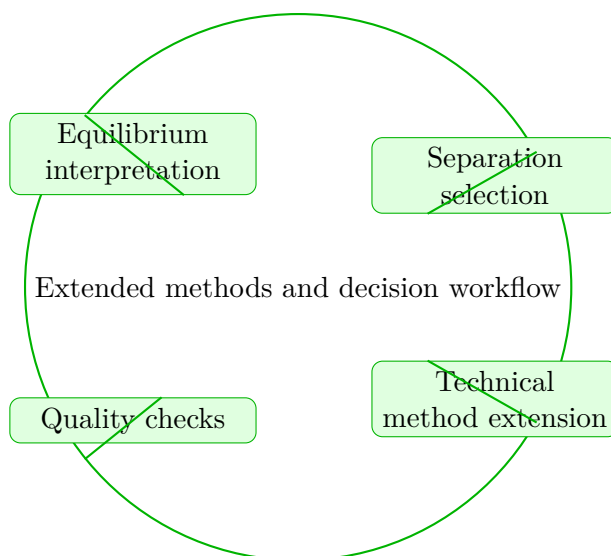 Equilibrium
interpretation
Separation
selection
Extended methods and decision workflow
Quality checks
Technical
method extension